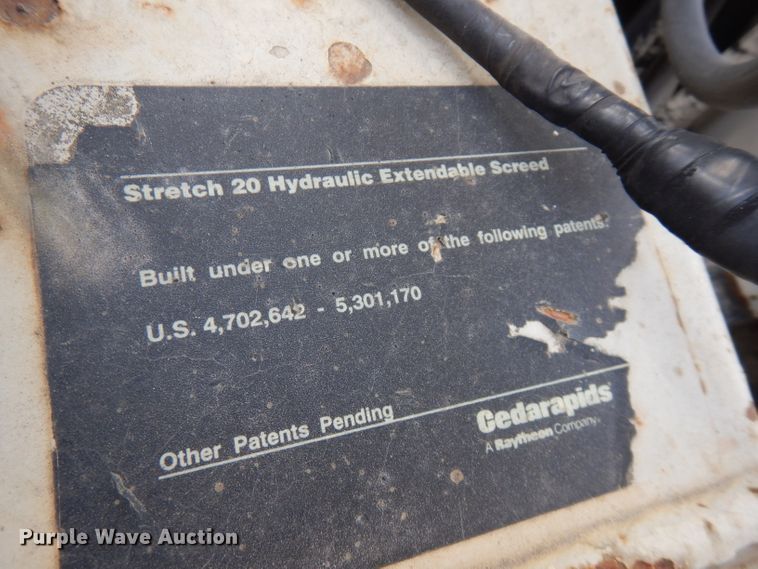 Stretch 20 Hydraulic Extendable Screed
Built under one or more of the following patents:
U.S. 4,702,642 - 5,301,170
Other Patents Pending
Cedarapids
A Raytheon Company
Purple Wave Auction®